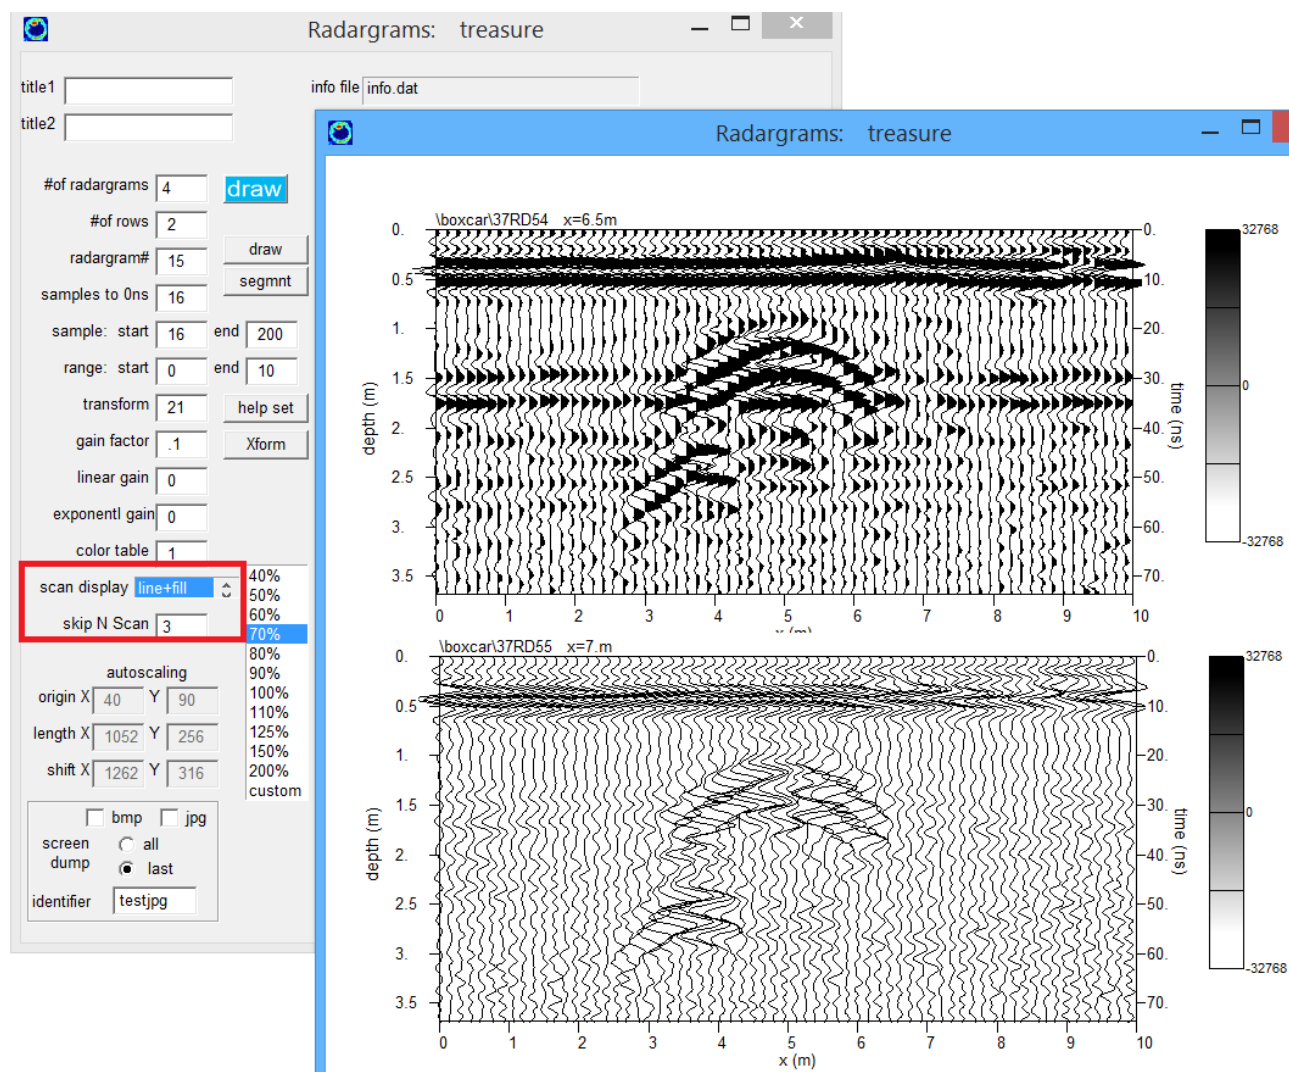 Radargrams: treasure
title1
info file info.dat
title2
#of radargrams 4 draw
#of rows 2
draw
radargram# 15
segmnt
samples to 0ns 16
sample: start 16 end 200
range: start 0 end 10
transform 21 help set
gain factor .1 Xform
linear gain 0
exponentl gain 0
color table 1
scan display line+fill
skip N Scan 3
40%
50%
60%
70%
80%
90%
100%
110%
125%
150%
200%
custom
autoscaling
origin X 40 Y 90
length X 1052 Y 256
shift X 1262 Y 316
bmp jpg
screen dump
all
last
identifier testjpg
Radargrams: treasure
\boxcar\37RD54 x=6.5m
0.
0.5
1.
1.5
2.
2.5
3.
3.5
depth (m)
0 1 2 3 4 5 6 7 8 9 10
x (m)
0.
10.
20.
30.
40.
50.
60.
70.
time (ns)
32768
0
-32768
\boxcar\37RD55 x=7.m
0.
0.5
1.
1.5
2.
2.5
3.
3.5
depth (m)
0 1 2 3 4 5 6 7 8 9 10
x (m)
0.
10.
20.
30.
40.
50.
60.
70.
time (ns)
32768
0
-32768